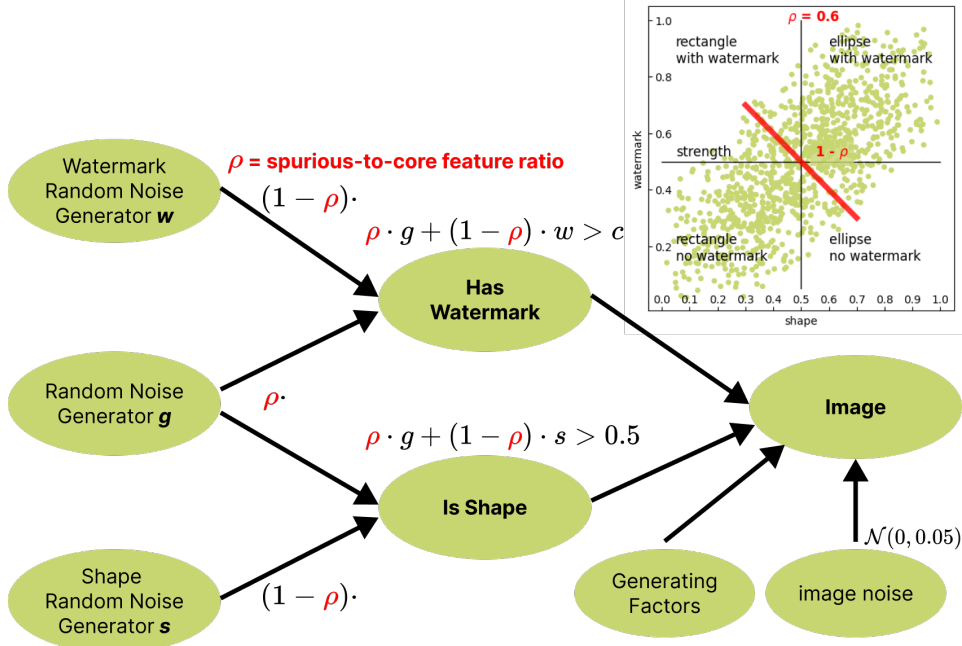 ρ = 0.6
1.0
0.8
0.6
0.4
0.2
watermark
rectangle
with watermark
ellipse
with watermark
strength
1 - ρ
rectangle
no watermark
ellipse
no watermark
0.0 0.1 0.2 0.3 0.4 0.5 0.6 0.7 0.8 0.9 1.0
shape
Watermark
Random Noise
Generator w
ρ = spurious-to-core feature ratio
(1 − ρ)·
ρ · g + (1 − ρ) · w > c
Has
Watermark
Random Noise
Generator g
ρ·
ρ · g + (1 − ρ) · s > 0.5
Image
Is Shape
Shape
Random Noise
Generator s
(1 − ρ)·
Generating
Factors
𝒩(0, 0.05)
image noise